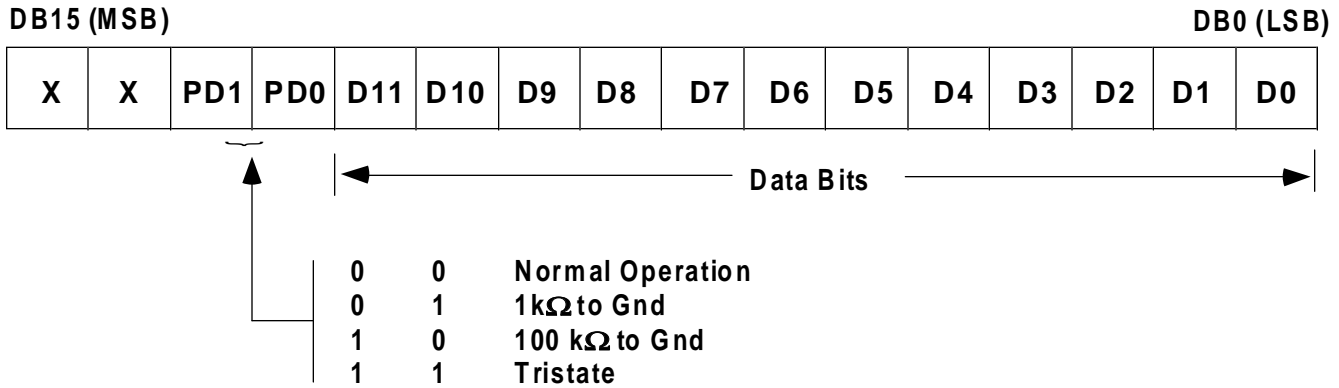 DB15 (MSB) DB0 (LSB)
X X PD1 PD0 D11 D10 D9 D8 D7 D6 D5 D4 D3 D2 D1 D0
Data Bits
0 0 Normal Operation
0 1 1kΩ to Gnd
1 0 100 kΩ to Gnd
1 1 Tristate